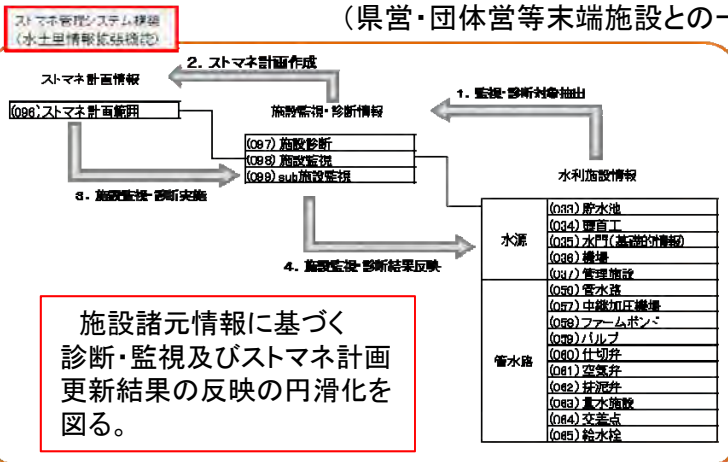 (県営・団体営等末端施設との一
ストマネ管理システム構築
(水土里情報拡張機能)
2. ストマネ計画作成
ストマネ計画情報
1. 監視・診断対象抽出
(096)ストマネ計画範囲
施設監視・診断情報
(097) 施設診断
(098) 施設監視
(099) sub施設監視
水利施設情報
3. 施設監視・診断実施
4. 施設監視・診断結果反映
水源
(033) 貯水池
(034) 頭首工
(035) 水門(基礎的情報)
(036) 機場
(037) 管理施設
管水路
(056) 管水路
(057) 中継加圧機場
(058) ファームポンド
(059) バルブ
(060) 仕切弁
(061) 空気弁
(062) 排泥弁
(063) 量水施設
(064) 交差点
(065) 給水栓
施設諸元情報に基づく
診断・監視及びストマネ計画
更新結果の反映の円滑化を
図る。